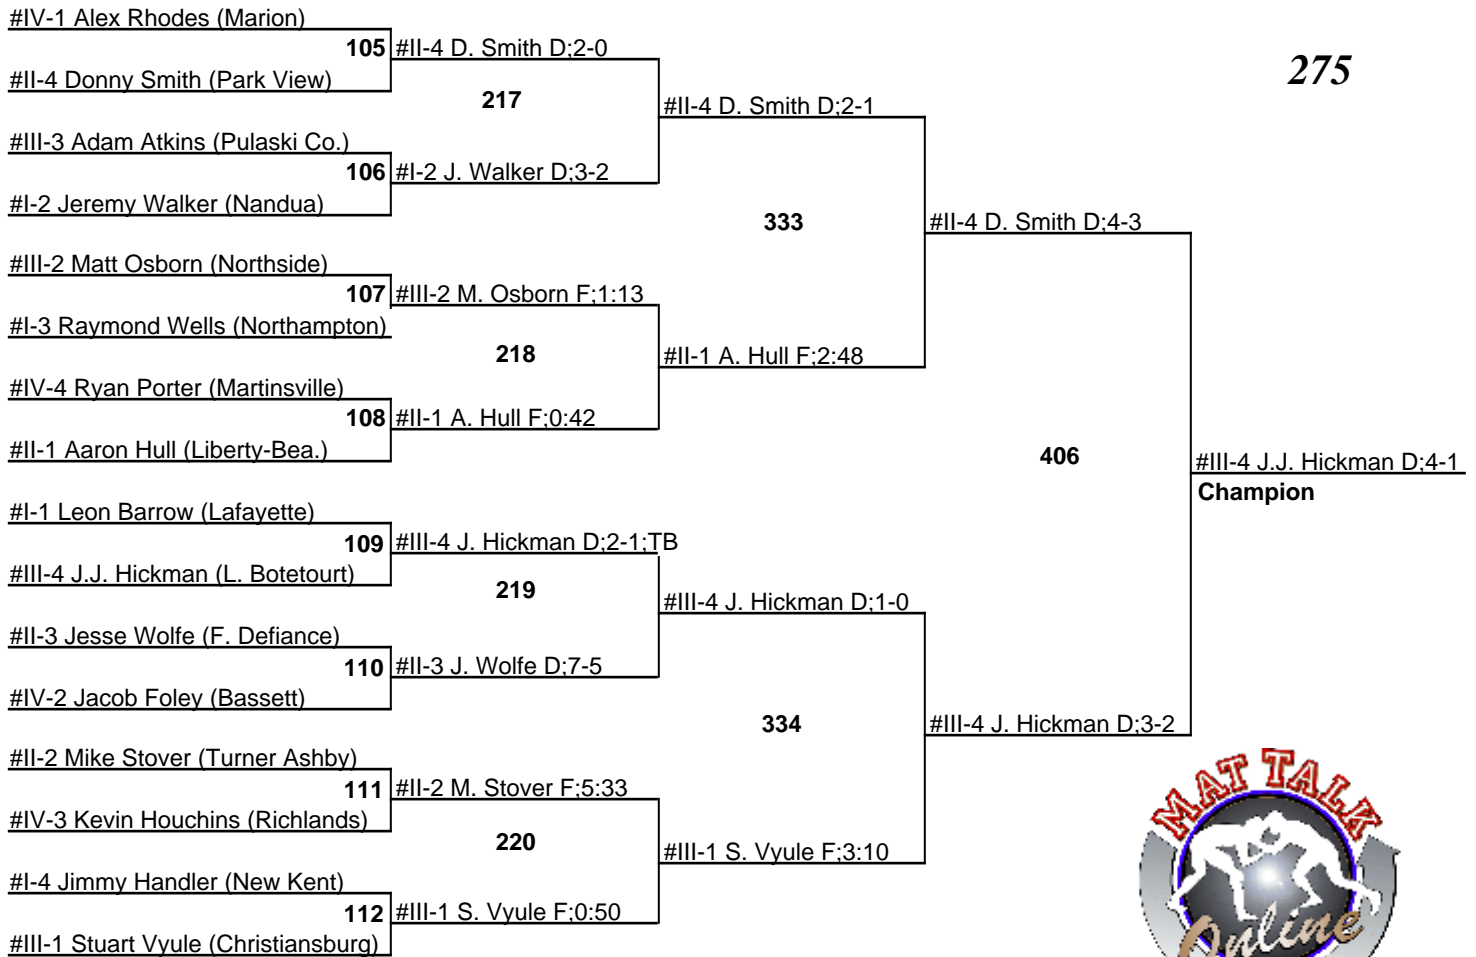 #IV-1 Alex Rhodes (Marion)
105 #II-4 D. Smith D;2-0
275
#II-4 Donny Smith (Park View)
217
#II-4 D. Smith D;2-1
#III-3 Adam Atkins (Pulaski Co.)
106 #I-2 J. Walker D;3-2
#I-2 Jeremy Walker (Nandua)
333
#II-4 D. Smith D;4-3
#III-2 Matt Osborn (Northside)
107 #III-2 M. Osborn F;1:13
#I-3 Raymond Wells (Northampton)
218
#II-1 A. Hull F;2:48
#IV-4 Ryan Porter (Martinsville)
108 #II-1 A. Hull F;0:42
#II-1 Aaron Hull (Liberty-Bea.)
406
#III-4 J.J. Hickman D;4-1
Champion
#I-1 Leon Barrow (Lafayette)
109 #III-4 J. Hickman D;2-1;TB
#III-4 J.J. Hickman (L. Botetourt)
219
#III-4 J. Hickman D;1-0
#II-3 Jesse Wolfe (F. Defiance)
110 #II-3 J. Wolfe D;7-5
#IV-2 Jacob Foley (Bassett)
334
#III-4 J. Hickman D;3-2
#II-2 Mike Stover (Turner Ashby)
111 #II-2 M. Stover F;5:33
#IV-3 Kevin Houchins (Richlands)
220
#III-1 S. Vyule F;3:10
#I-4 Jimmy Handler (New Kent)
112 #III-1 S. Vyule F;0:50
#III-1 Stuart Vyule (Christiansburg)
MAT TALK
Online